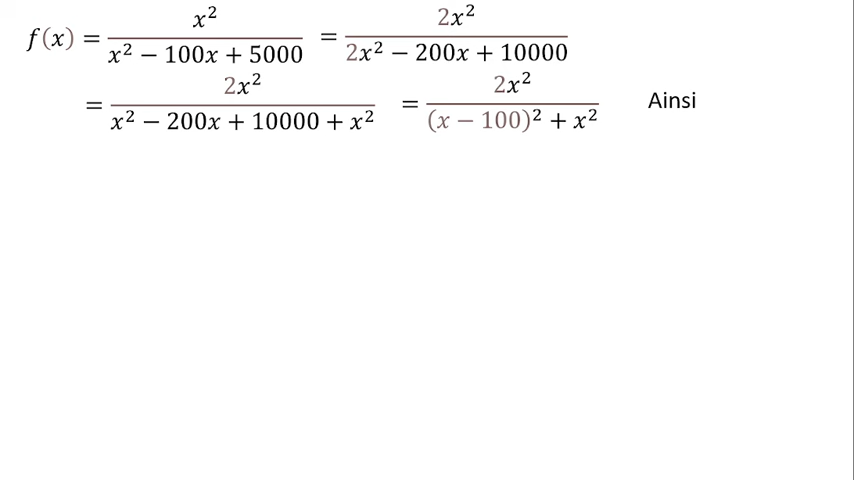 f(x) = x² / (x² − 100x + 5000) = 2x² / (2x² − 200x + 10000)
= 2x² / (x² − 200x + 10000 + x²) = 2x² / ((x − 100)² + x²) Ainsi